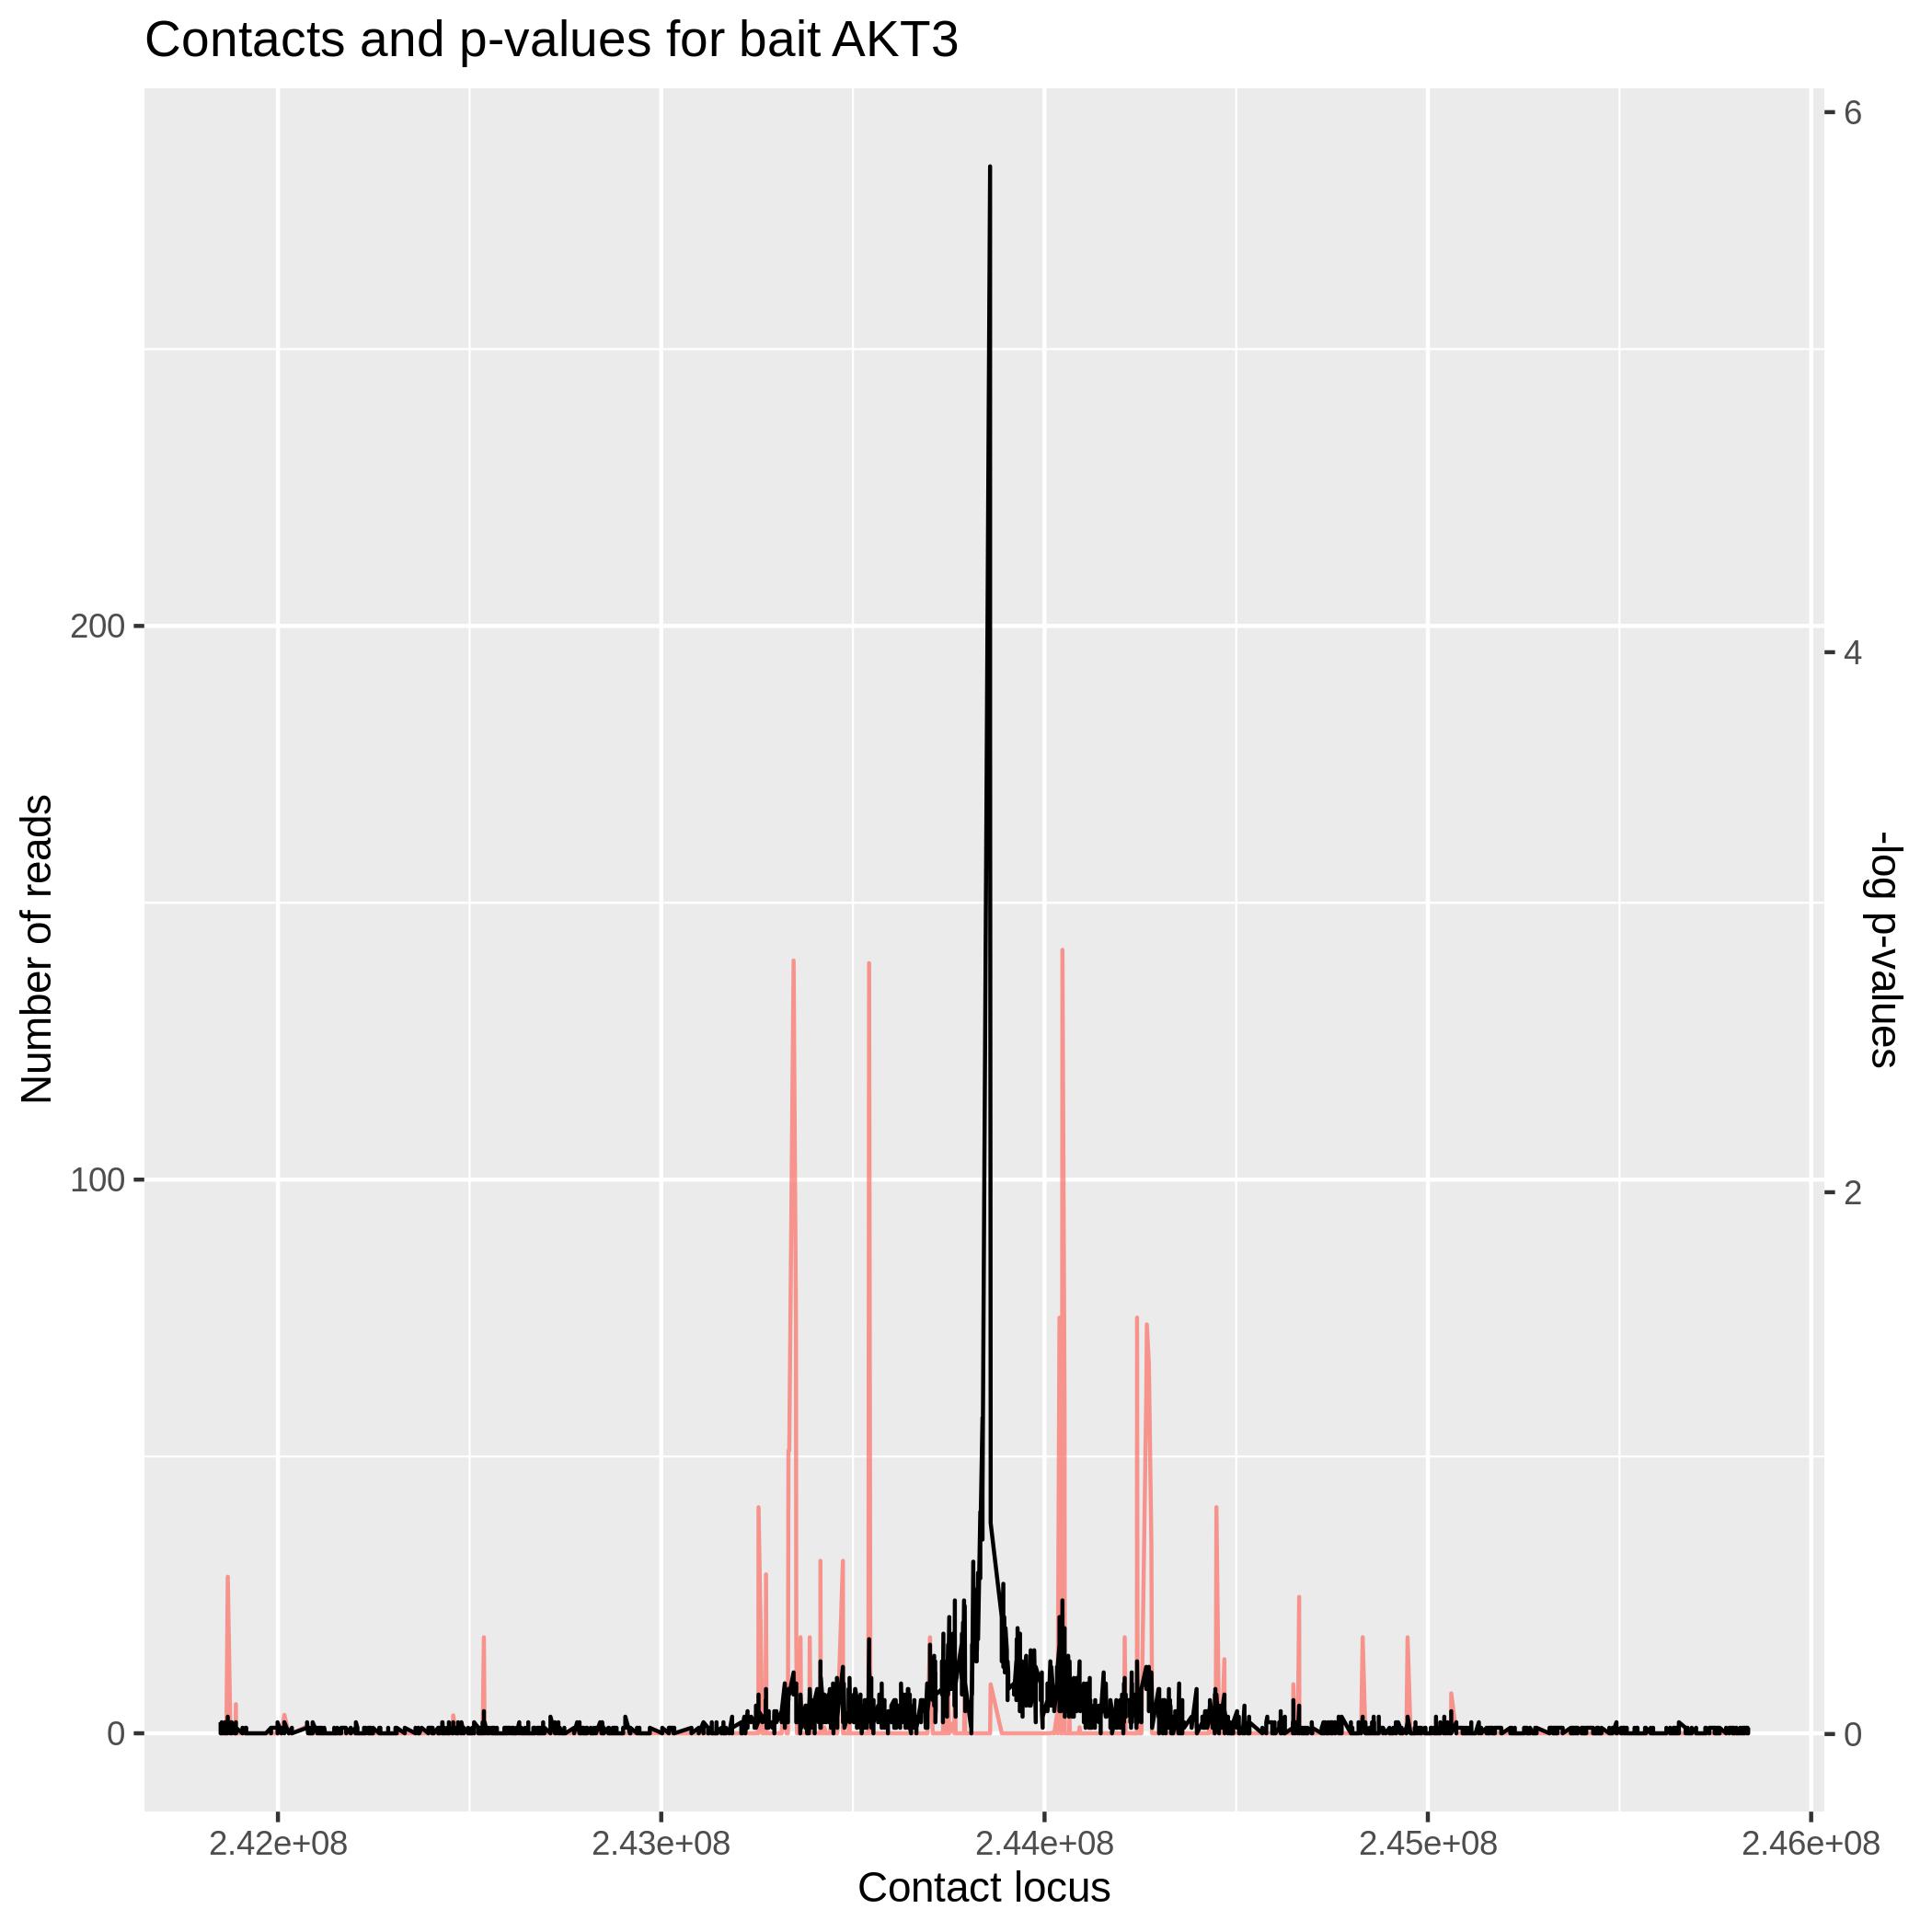 Contacts and p-values for bait AKT3
Number of reads
200
100
0
6
4
2
0
-log p-values
2.42e+08
2.43e+08
2.44e+08
2.45e+08
2.46e+08
Contact locus